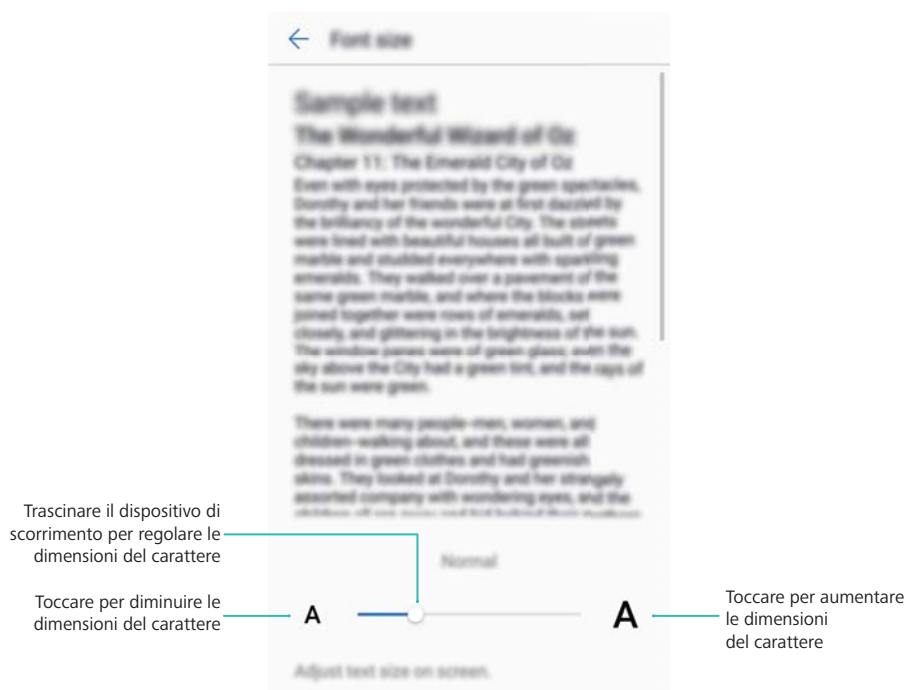 Font size
Sample text
The Wonderful Wizard of Oz
Chapter 11: The Emerald City of Oz
Even with eyes protected by the green spectacles,
Dorothy and her friends were at first dazzled by
the brilliancy of the wonderful City. The streets
were lined with beautiful houses all built of green
marble and studded everywhere with sparkling
emeralds. They walked over a pavement of the
same green marble, and where the blocks were
joined together were rows of emeralds, set
closely, and glittering in the brightness of the sun.
The window panes were of green glass; even the
sky above the City had a green tint, and the rays of
the sun were green.
There were many people-men, women, and
children-walking about, and these were all
dressed in green clothes and had greenish
skins. They looked at Dorothy and her strangely
assorted company with wondering eyes, and the
Trascinare il dispositivo di
scorrimento per regolare le
dimensioni del carattere
Normal
Toccare per diminuire le
dimensioni del carattere
A
A
Toccare per aumentare
le dimensioni
del carattere
Adjust text size on screen.